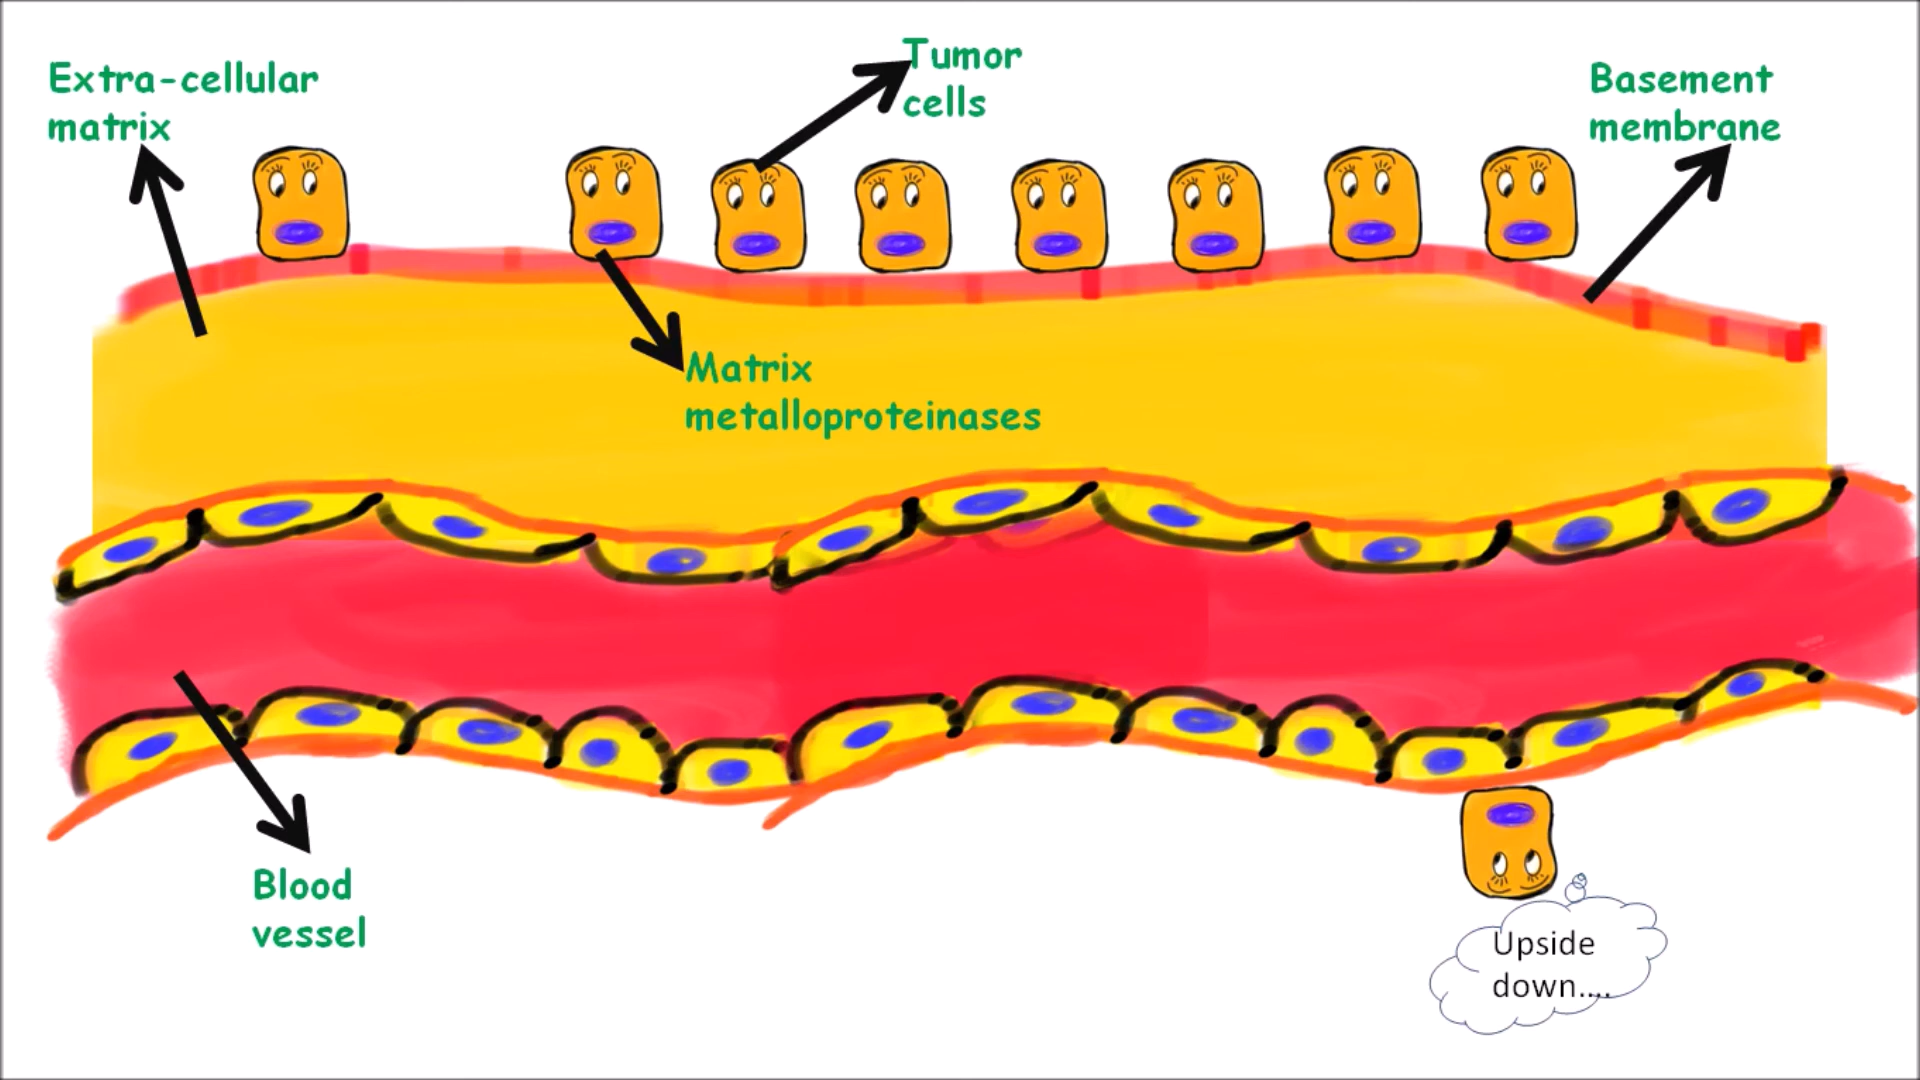 Extra-cellular
matrix
Tumor
cells
Basement
membrane
Matrix
metalloproteinases
Blood
vessel
Upside
down....